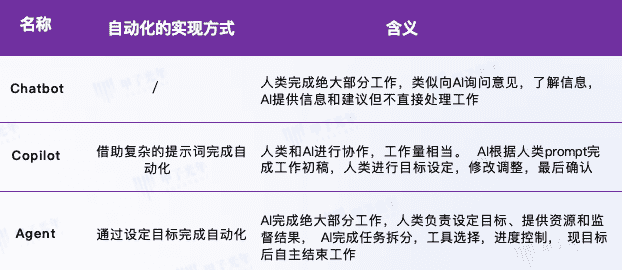 名称
自动化的实现方式
含义
Chatbot
/
人类完成绝大部分工作，类似向AI询问意见，了解信息，
AI提供信息和建议但不直接处理工作
Copilot
借助复杂的提示词完成自
动化
人类和AI进行协作，工作量相当。 AI根据人类prompt完
成工作初稿，人类进行目标设定，修改调整，最后确认
Agent
通过设定目标完成自动化
AI完成绝大部分工作，人类负责设定目标、提供资源和监
督结果， AI完成任务拆分，工具选择，进度控制， 现目标
后自主结束工作